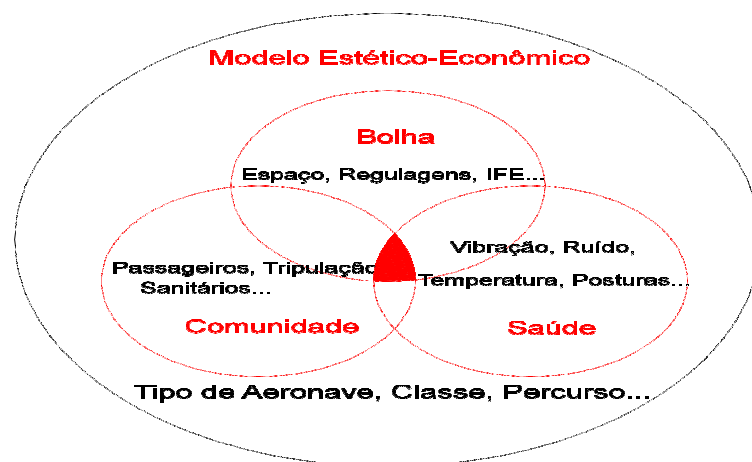 Modelo Estético-Econômico
Bolha
Espaço, Regulagens, IFE...
Vibração, Ruído,
Temperatura, Posturas...
Saúde
Passageiros, Tripulação
Sanitários...
Comunidade
Tipo de Aeronave, Classe, Percurso...